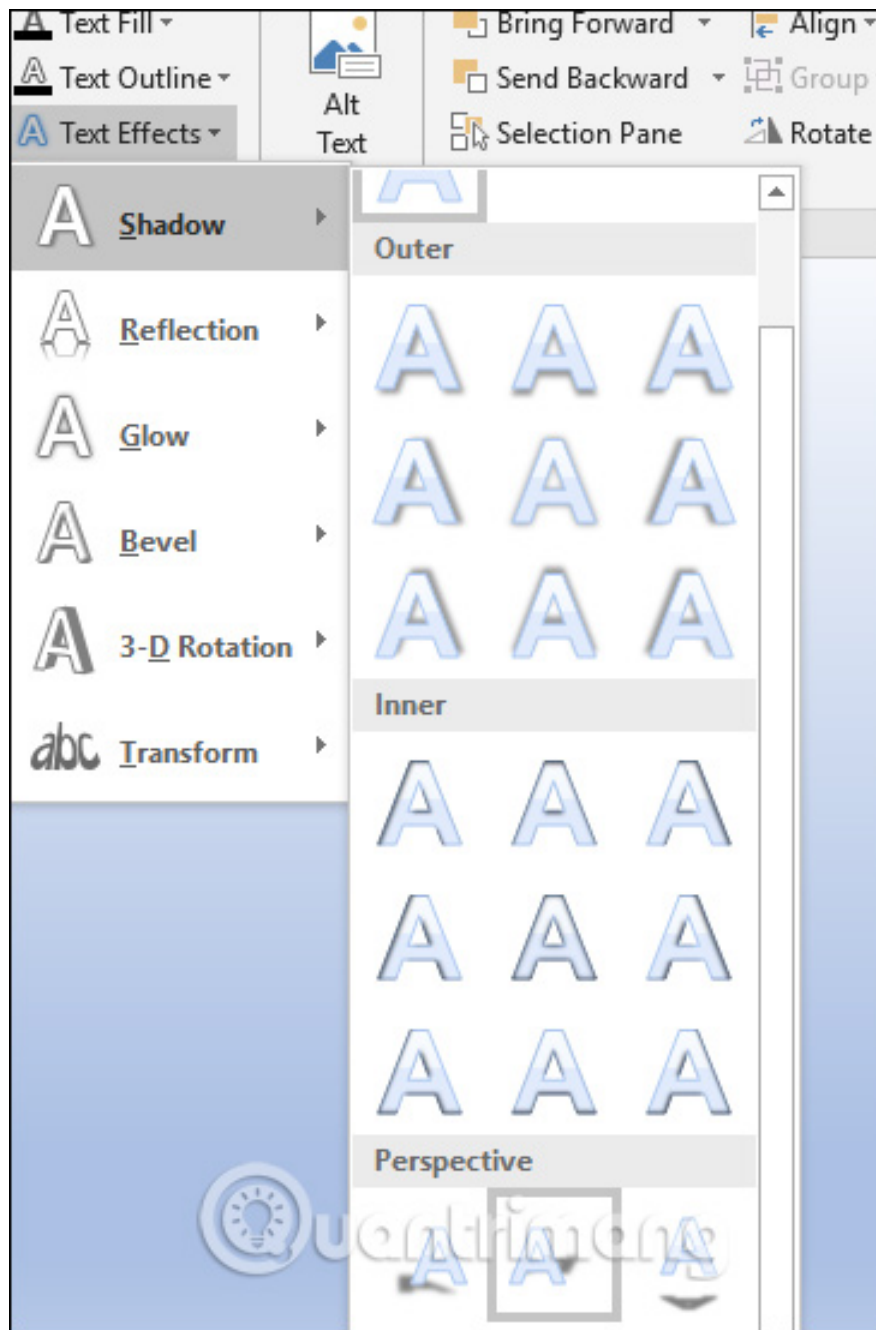 Text Fill
Text Outline
Text Effects
Alt
Text
Bring Forward
Send Backward
Selection Pane
Align
Group
Rotate
Shadow
Reflection
Glow
Bevel
3-D Rotation
abc Transform
Outer
Inner
Perspective
Quantrimang